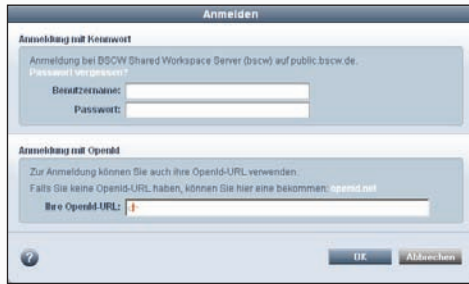 Anmelden
Anmeldung mit Kennwort
Anmeldung bei BSCW Shared Workspace Server (bscw) auf public.bscw.de.
Passwort vergessen?
Benutzername:
Passwort:
Anmeldung mit OpenId
Zur Anmeldung können Sie auch ihre OpenId-URL verwenden.
Falls Sie keine OpenId-URL haben, können Sie hier eine bekommen: openid.net
Ihre OpenId-URL:
?
OK
Abbrechen